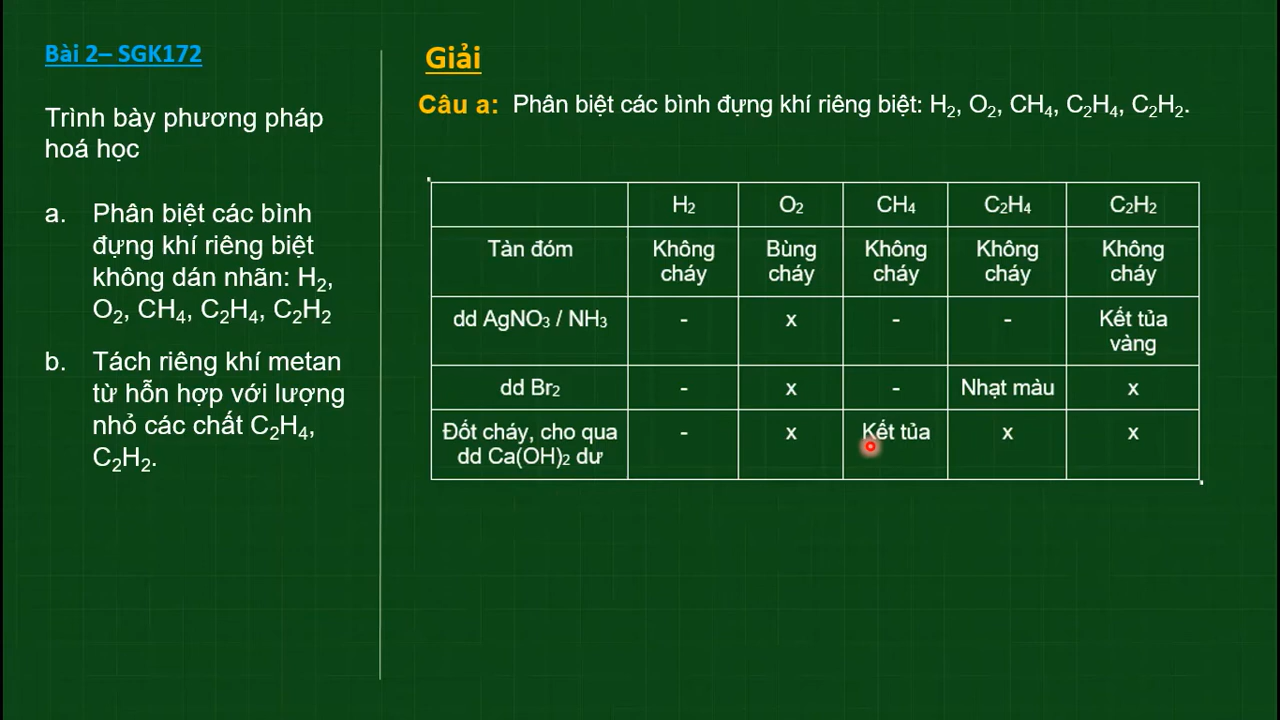 Bài 2– SGK172
Trình bày phương pháp
hoá học
a. Phân biệt các bình
đựng khí riêng biệt
không dán nhãn: H₂,
O₂, CH₄, C₂H₄, C₂H₂
b. Tách riêng khí metan
từ hỗn hợp với lượng
nhỏ các chất C₂H₄,
C₂H₂.
Giải
Câu a: Phân biệt các bình đựng khí riêng biệt: H₂, O₂, CH₄, C₂H₄, C₂H₂.
H₂ O₂ CH₄ C₂H₄ C₂H₂
Tàn đóm Không cháy Bùng cháy Không cháy Không cháy Không cháy
dd AgNO₃ / NH₃ - x - - Kết tủa vàng
dd Br₂ - x - Nhạt màu x
Đốt cháy, cho qua dd Ca(OH)₂ dư - x Kết tủa x x